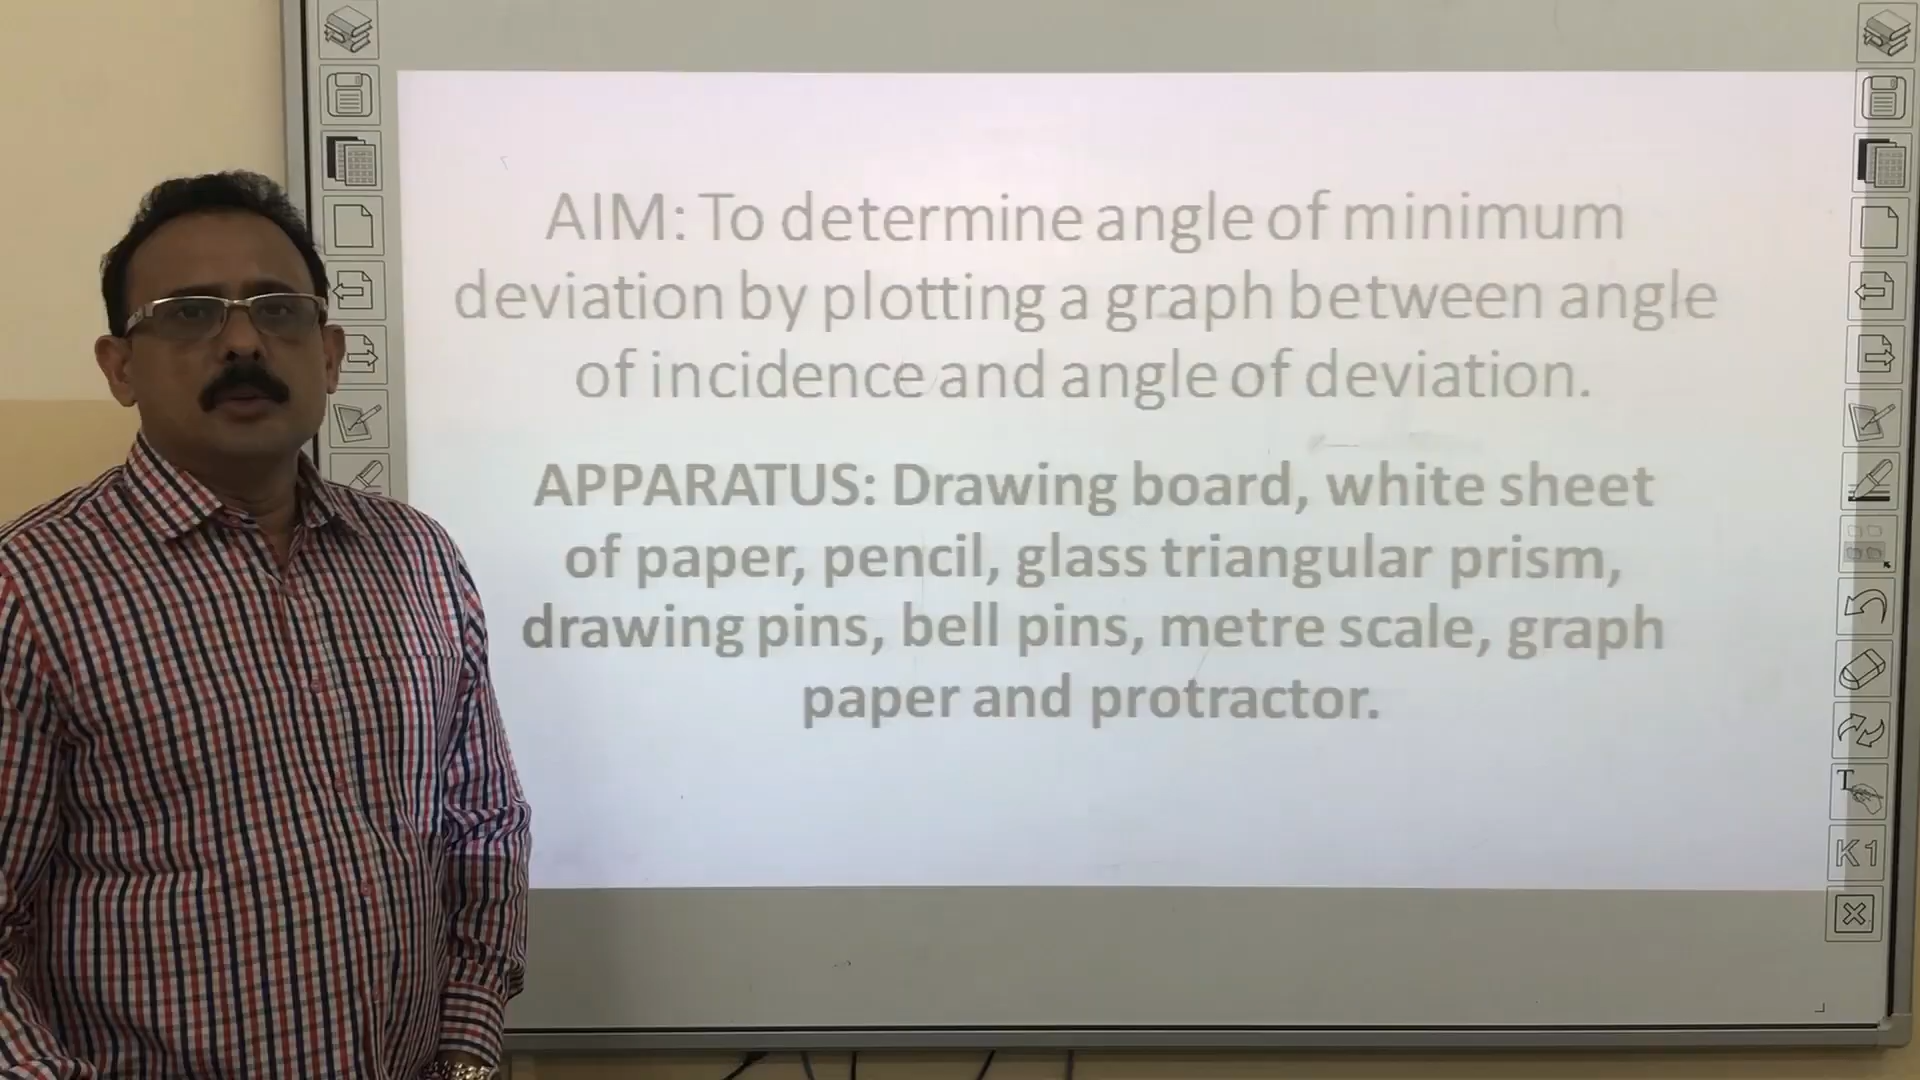 AIM: To determine angle of minimum
deviation by plotting a graph between angle
of incidence and angle of deviation.
APPARATUS: Drawing board, white sheet
of paper, pencil, glass triangular prism,
drawing pins, bell pins, metre scale, graph
paper and protractor.
T
K1